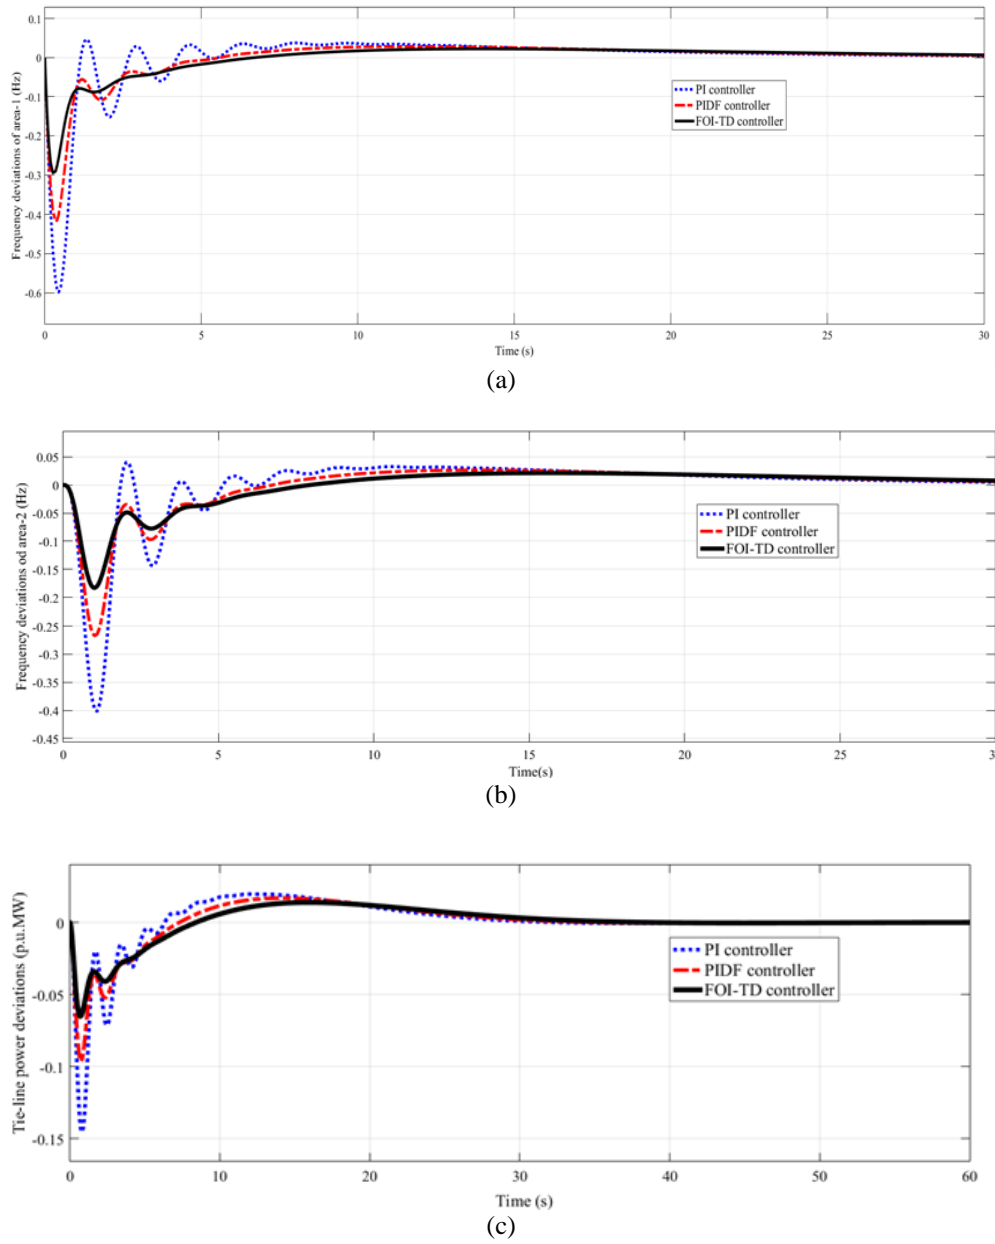 0.1
0
-0.1
-0.2
-0.3
-0.4
-0.5
-0.6
Frequency deviations of area-1 (Hz)
PI controller
PIDF controller
FOI-TD controller
0 5 10 15 20 25 30
Time (s)
(a)
0.05
0
-0.05
-0.1
-0.15
-0.2
-0.25
-0.3
-0.35
-0.4
-0.45
Frequency deviations od area-2 (Hz)
PI controller
PIDF controller
FOI-TD controller
0 5 10 15 20 25 3
Time(s)
(b)
0
-0.05
-0.1
-0.15
Tie-line power deviations (p.u.MW)
PI controller
PIDF controller
FOI-TD controller
0 10 20 30 40 50 60
Time (s)
(c)